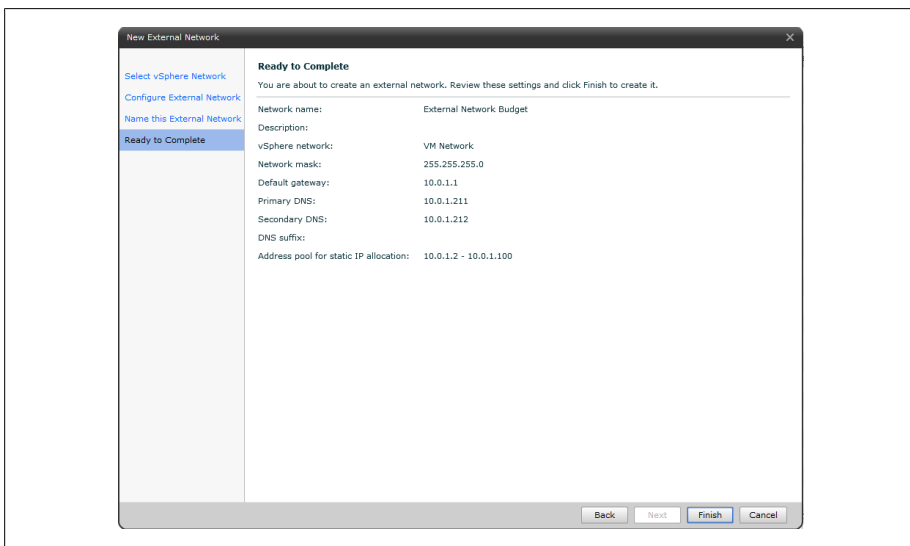 New External Network
Select vSphere Network
Configure External Network
Name this External Network
Ready to Complete
Ready to Complete
You are about to create an external network. Review these settings and click Finish to create it.
Network name: External Network Budget
Description:
vSphere network: VM Network
Network mask: 255.255.255.0
Default gateway: 10.0.1.1
Primary DNS: 10.0.1.211
Secondary DNS: 10.0.1.212
DNS suffix:
Address pool for static IP allocation: 10.0.1.2 - 10.0.1.100
Back Next Finish Cancel